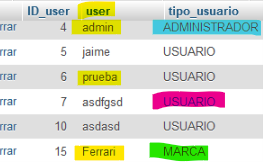 ID_user user tipo_usuario
rrar 4 admin ADMINISTRADOR
rrar 5 jaime USUARIO
rrar 6 prueba USUARIO
rrar 7 asdfgsd USUARIO
rrar 10 asdasd USUARIO
rrar 15 Ferrari MARCA